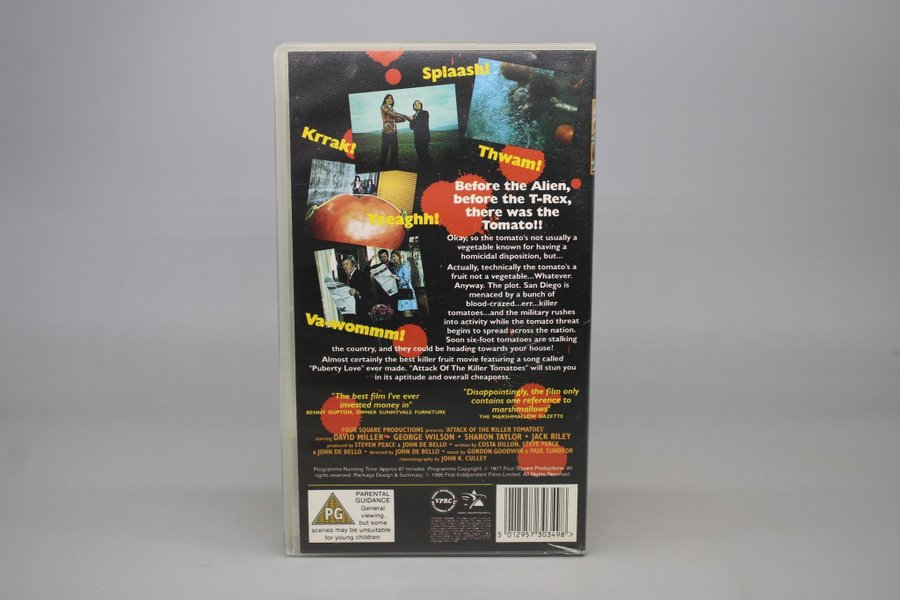 Splaash!
Krrak!
Thwam!
Yeeaghh!
Va-wommm!
Before the Alien,
before the T-Rex,
there was the
Tomato!!
Okay, so the tomato's not usually a
vegetable known for having a
homicidal disposition, but...
Actually, technically the tomato's a
fruit not a vegetable...Whatever.
Anyway. The plot. San Diego is
menaced by a bunch of
blood-crazed...err...killer
tomatoes...and the military rushes
into activity while the tomato threat
begins to spread across the nation.
Soon six-foot tomatoes are stalking
the country, and they could be heading towards your house!
Almost certainly the best killer fruit movie featuring a song called
"Puberty Love" ever made. "Attack Of The Killer Tomatoes" will stun you
in its aptitude and overall cheapness.
"The best film I've ever
invested money in"
BENNY GUPTON, OWNER SUNNYVALE FURNITURE
"Disappointingly, the film only
contains one reference to
marshmallows"
THE MARSHMALLOW GAZETTE
FOUR SQUARE PRODUCTIONS presents 'ATTACK OF THE KILLER TOMATOES'
starring DAVID MILLER • GEORGE WILSON • SHARON TAYLOR • JACK RILEY
produced by STEVEN PEACE & JOHN DE BELLO • written by COSTA DILLON, STEVE PEACE
& JOHN DE BELLO • directed by JOHN DE BELLO • music by GORDON GOODWIN & PAUL SUNDFOR
cinematography by JOHN K. CULLEY
Programme Running Time: Approx 87 minutes. Programme Copyright. © 1977 Four Square Productions. All
rights reserved. Package Design & Summary. © 1995 First Independent Films Limited. All Rights Reserved.
PG
PARENTAL
GUIDANCE
General
viewing,
but some
scenes may be unsuitable
for young children
VPRC
5 012957 303498 >